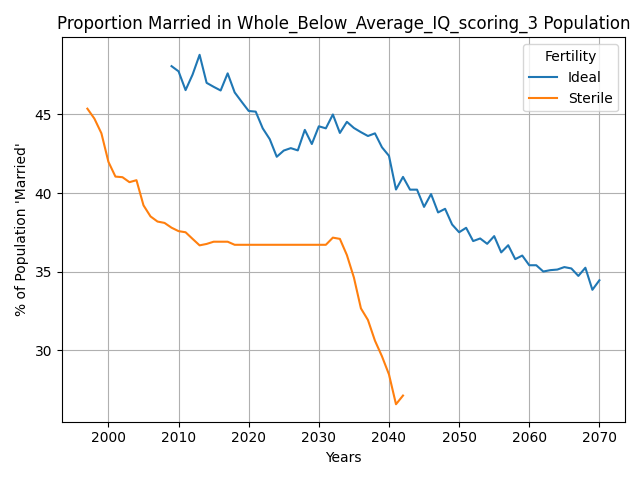 Proportion Married in Whole_Below_Average_IQ_scoring_3 Population
Fertility
Ideal
Sterile
% of Population 'Married'
45
40
35
30
2000 2010 2020 2030 2040 2050 2060 2070
Years